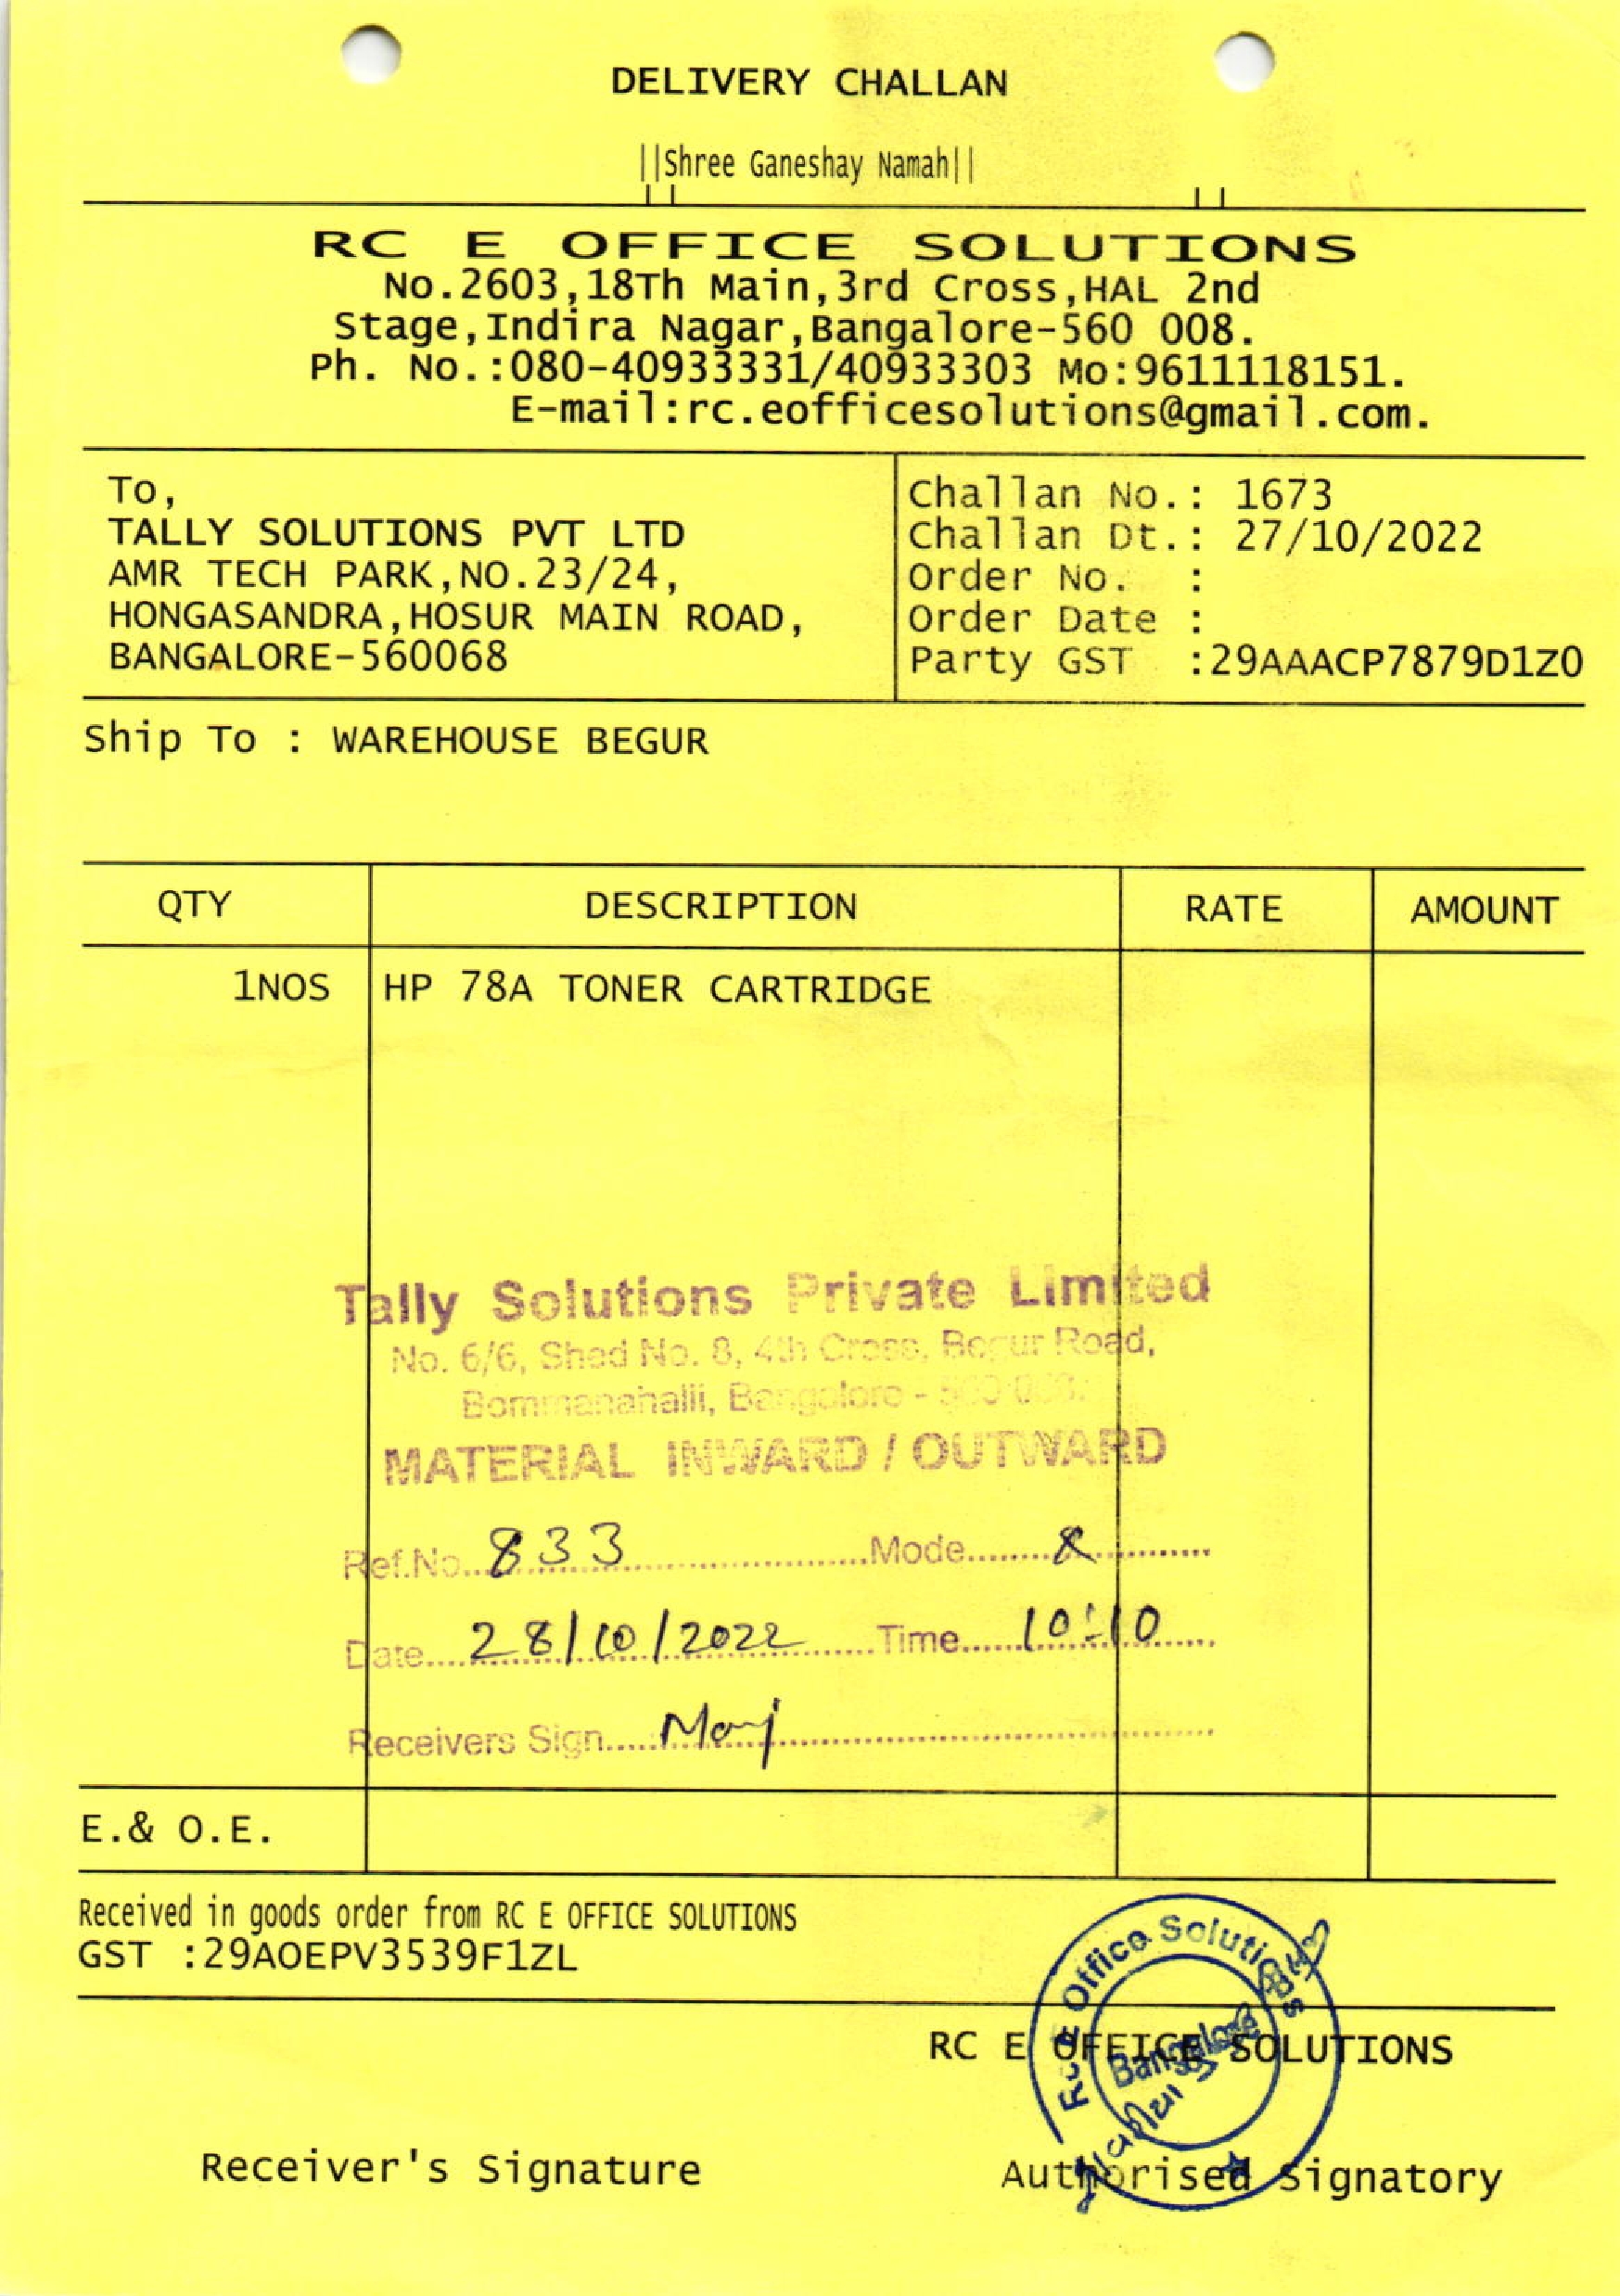 DELIVERY CHALLAN
||Shree Ganeshay Namah||
RC E OFFICE SOLUTIONS
No.2603,18Th Main,3rd Cross,HAL 2nd
Stage,Indira Nagar,Bangalore-560 008.
Ph. No.:080-40933331/40933303 Mo:9611118151.
E-mail:rc.eofficesolutions@gmail.com.
To,
TALLY SOLUTIONS PVT LTD
AMR TECH PARK,NO.23/24,
HONGASANDRA,HOSUR MAIN ROAD,
BANGALORE-560068
Challan No.: 1673
Challan Dt.: 27/10/2022
Order No. :
Order Date :
Party GST :29AAACP7879D1Z0
Ship To : WAREHOUSE BEGUR
QTY DESCRIPTION RATE AMOUNT
1NOS HP 78A TONER CARTRIDGE
Tally Solutions Private Limited
No. 6/6, Shed No. 8, 4th Cross, Begur Road,
Bommanahalli, Bangalore -
MATERIAL INWARD / OUTWARD
Ref.No...833...Mode...
Date...28/10/2022...Time...10:10
Receivers Sign...
E.& O.E.
Received in goods order from RC E OFFICE SOLUTIONS
GST :29AOEPV3539F1ZL
RC E OFFICE SOLUTIONS
Rc E Office Solutions
Bangalore
Receiver's Signature Authorised Signatory